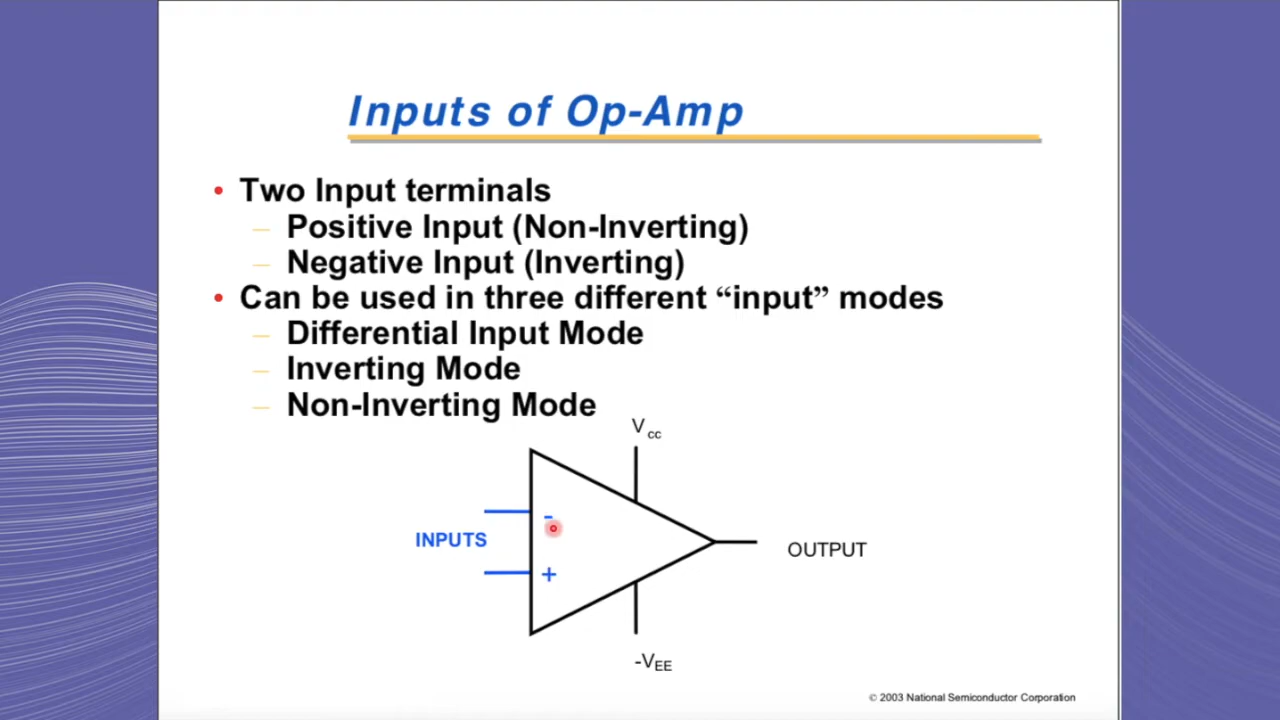 Inputs of Op-Amp
• Two Input terminals
– Positive Input (Non-Inverting)
– Negative Input (Inverting)
• Can be used in three different “input” modes
– Differential Input Mode
– Inverting Mode
– Non-Inverting Mode
Vcc
-
INPUTS
+
OUTPUT
-VEE
© 2003 National Semiconductor Corporation